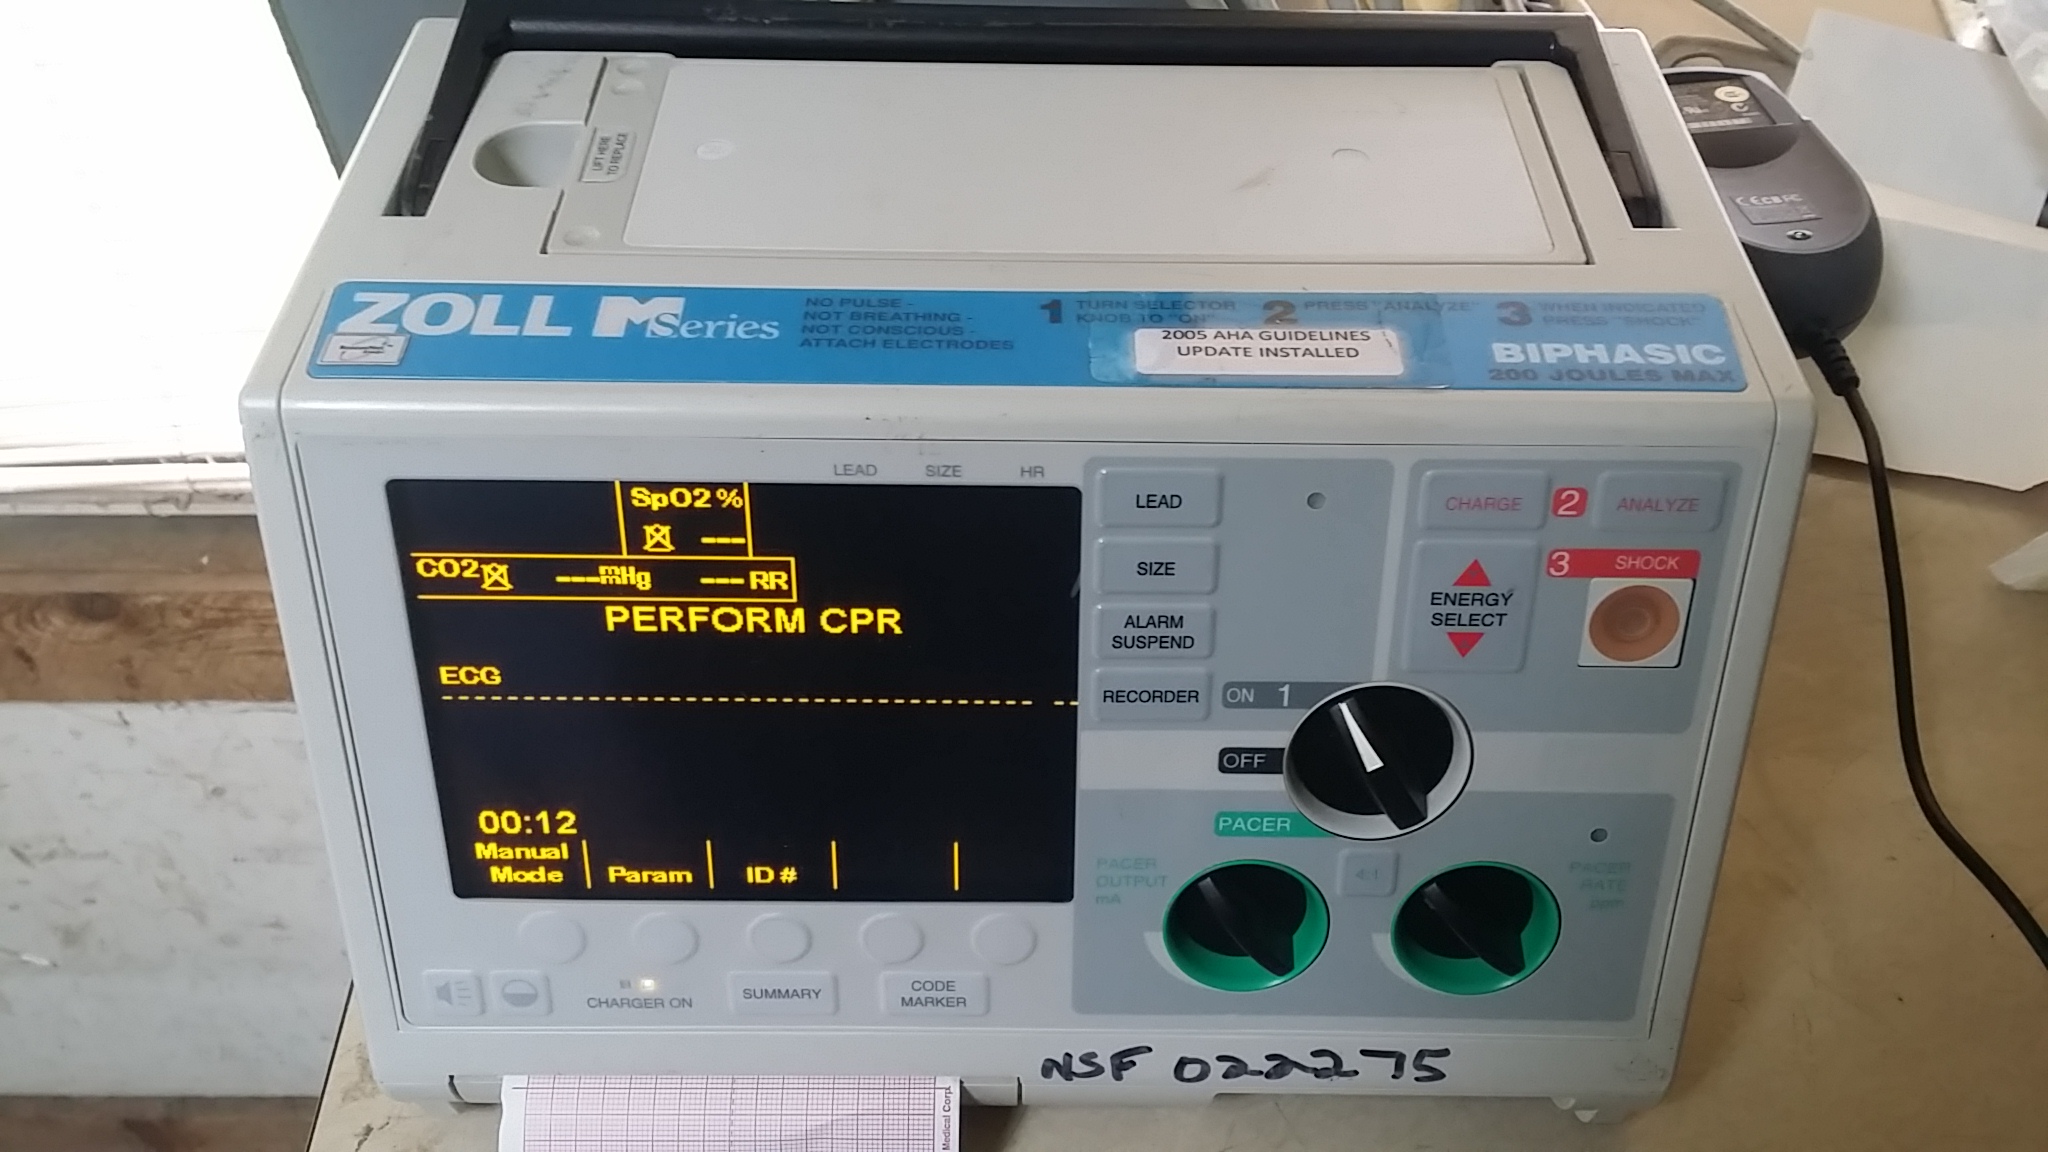 LIFT HERE
TO REPLACE
ZOLL M Series
NO PULSE -
NOT BREATHING -
NOT CONSCIOUS -
ATTACH ELECTRODES
1 TURN SELECTOR
KNOB TO "ON"
2 PRESS "ANALYZE"
3 WHEN INDICATED
PRESS "SHOCK"
2005 AHA GUIDELINES
UPDATE INSTALLED
BIPHASIC
200 JOULES MAX
LEAD SIZE HR
SpO2 %
---
CO2 ---mmHg --- RR
PERFORM CPR
ECG
00:12
Manual
Mode
Param
ID #
LEAD
SIZE
ALARM
SUSPEND
RECORDER
CHARGE 2 ANALYZE
ENERGY
SELECT
3 SHOCK
ON 1
OFF
PACER
PACER
OUTPUT
mA
4:1
PACER
RATE
ppm
CHARGER ON
SUMMARY
CODE
MARKER
NSF 022275
Medical Corp.